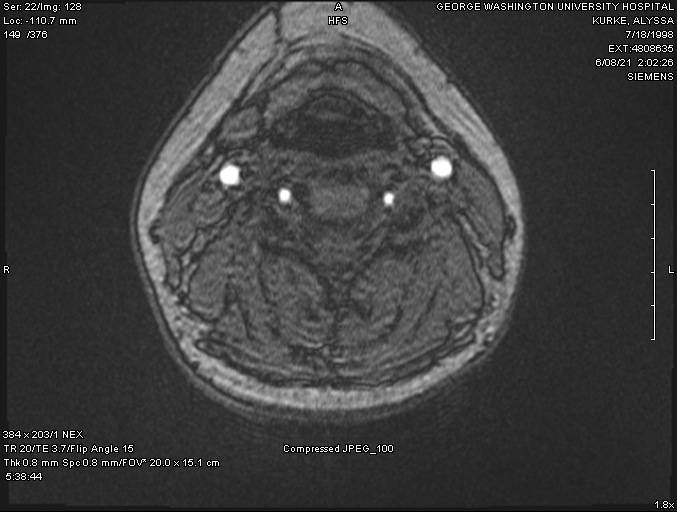 Ser: 22/Img: 128
Loc: -110.7 mm
149 /376
A
HFS
GEORGE WASHINGTON UNIVERSITY HOSPITAL
KURKE, ALYSSA
7/18/1998
EXT:4808635
6/08/21 2:02:26
SIEMENS
R
L
384 x 203/1 NEX
TR 20/TE 3.7/Flip Angle 15
Thk 0.8 mm Spc 0.8 mm/FOV² 20.0 x 15.1 cm
5:38:44
Compressed JPEG_100
1.8x